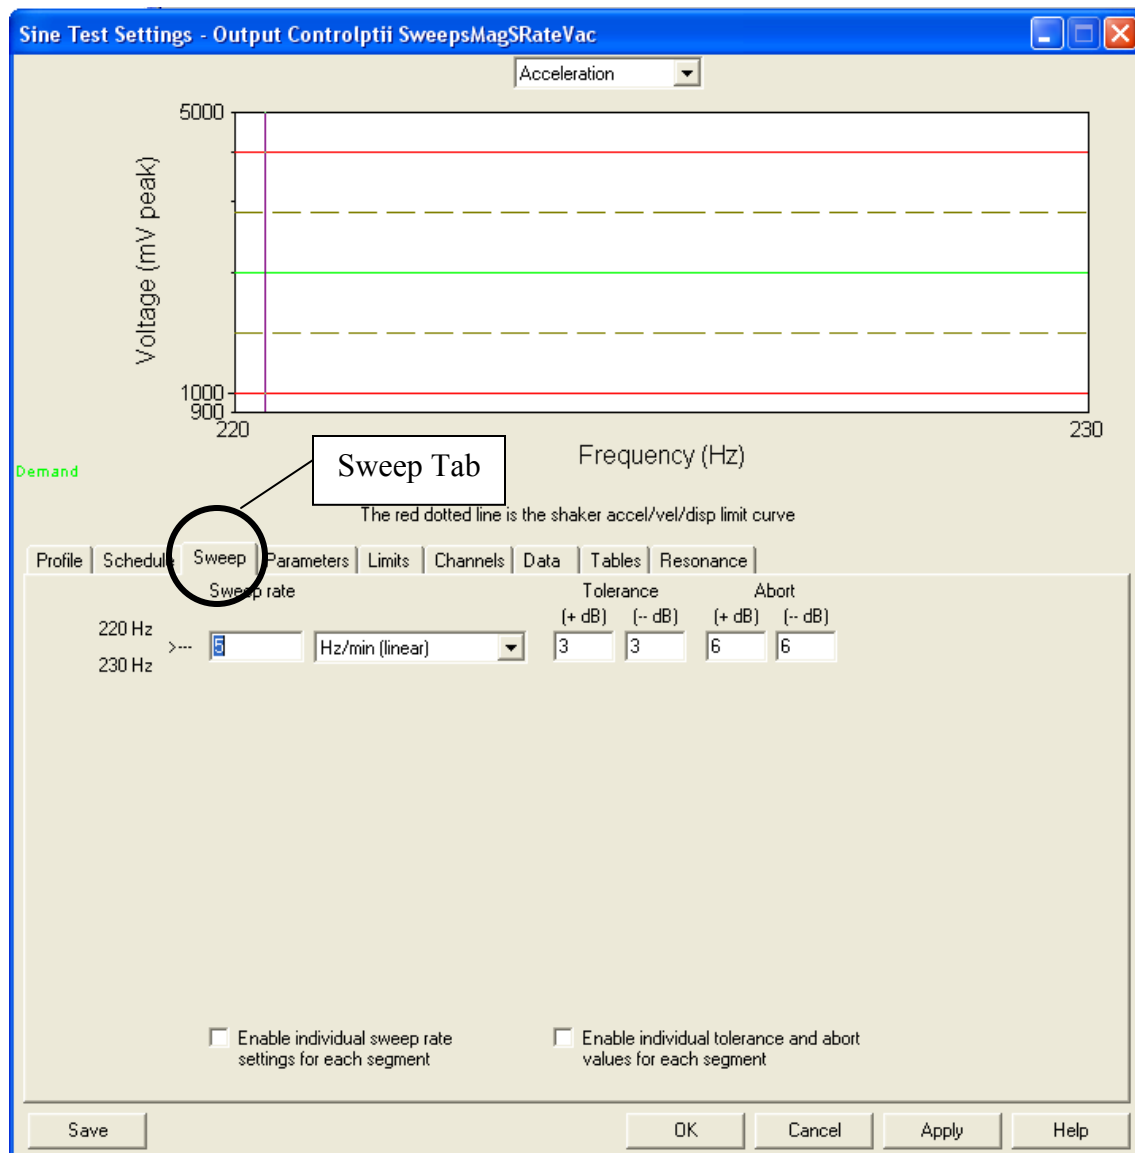 Sine Test Settings - Output Controlptii SweepsMagSRateVac
Acceleration
5000
Voltage (mV peak)
1000
900
220
230
Frequency (Hz)
Demand
Sweep Tab
The red dotted line is the shaker accel/vel/disp limit curve
Profile Schedule Sweep Parameters Limits Channels Data Tables Resonance
Sweep rate Tolerance Abort
(+ dB) (-- dB) (+ dB) (-- dB)
220 Hz
>--- 5 Hz/min (linear) 3 3 6 6
230 Hz
Enable individual sweep rate
settings for each segment
Enable individual tolerance and abort
values for each segment
Save OK Cancel Apply Help